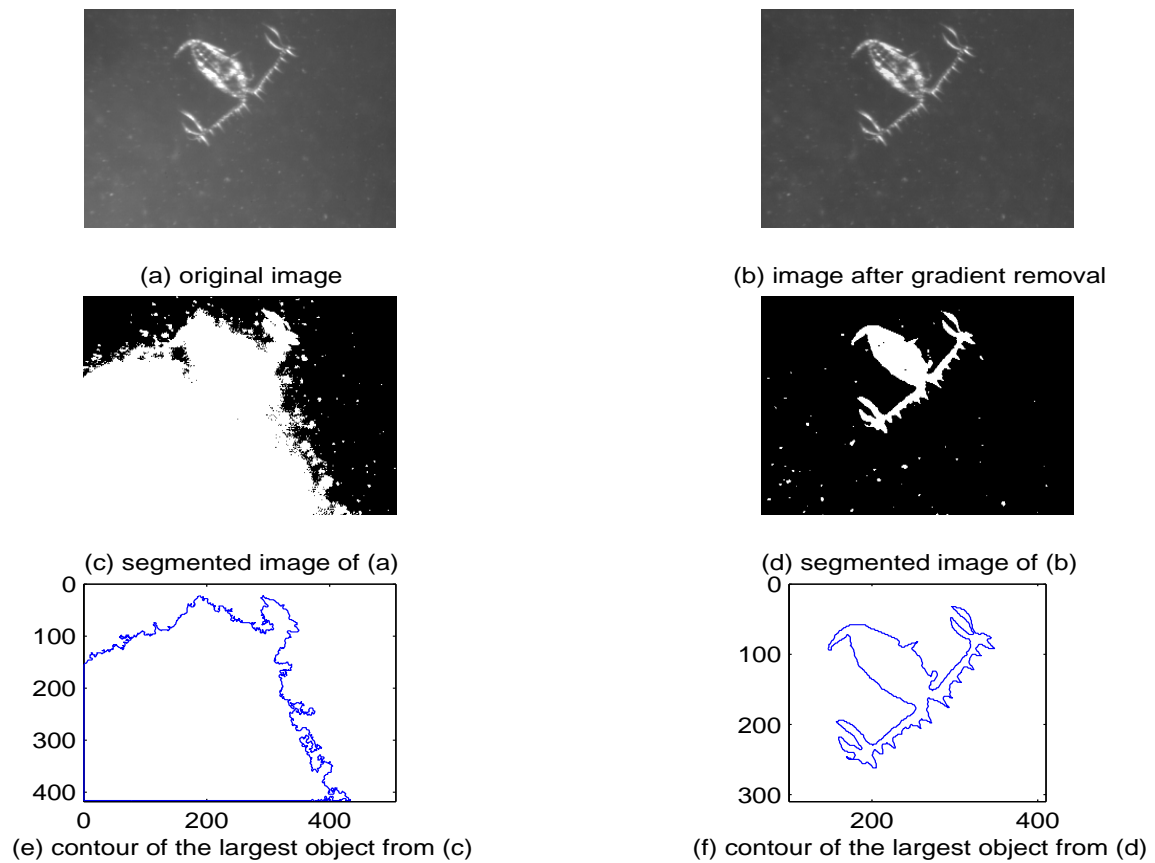 (a) original image
(b) image after gradient removal
(c) segmented image of (a)
(d) segmented image of (b)
0
100
200
300
400
0
200
400
(e) contour of the largest object from (c)
0
100
200
300
200
400
(f) contour of the largest object from (d)